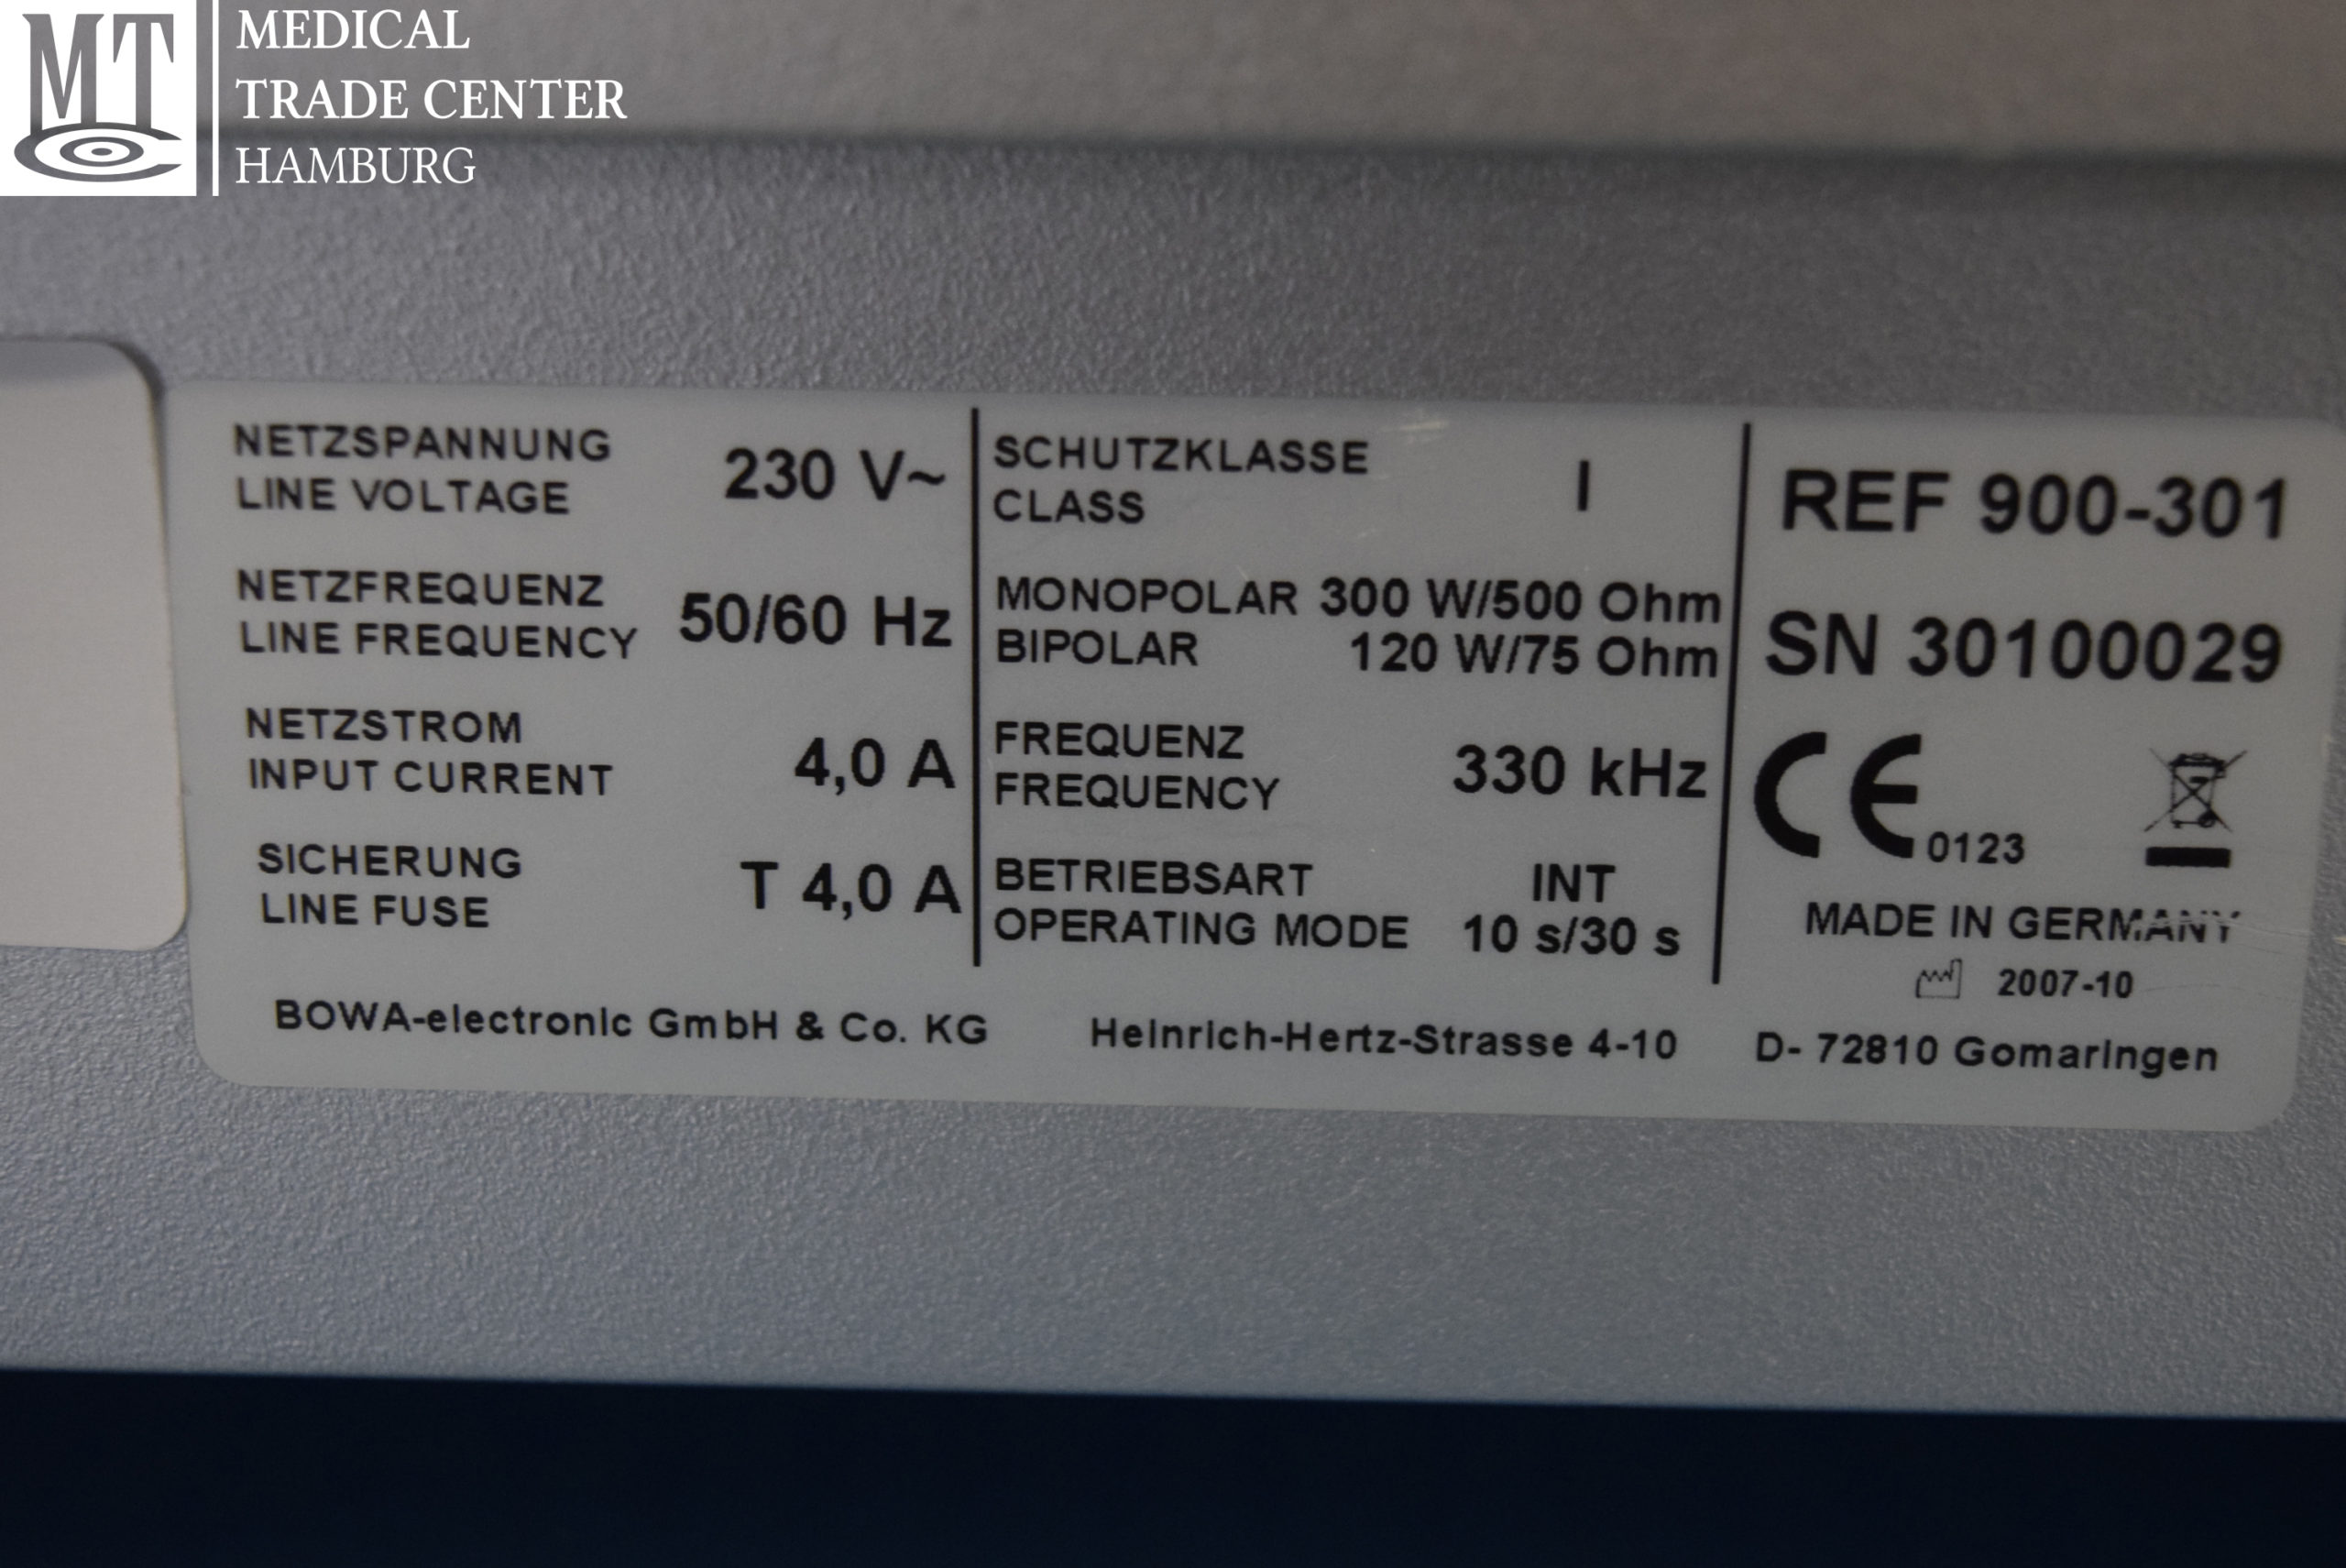 MTC
MEDICAL
TRADE CENTER
HAMBURG
NETZSPANNUNG
LINE VOLTAGE
230 V~
NETZFREQUENZ
LINE FREQUENCY
50/60 Hz
NETZSTROM
INPUT CURRENT
4,0 A
SICHERUNG
LINE FUSE
T 4,0 A
SCHUTZKLASSE
CLASS
I
MONOPOLAR 300 W/500 Ohm
BIPOLAR 120 W/75 Ohm
FREQUENZ
FREQUENCY
330 kHz
BETRIEBSART
OPERATING MODE
INT
10 s/30 s
REF 900-301
SN 30100029
CE 0123
MADE IN GERMANY
2007-10
BOWA-electronic GmbH & Co. KG Heinrich-Hertz-Strasse 4-10 D- 72810 Gomaringen